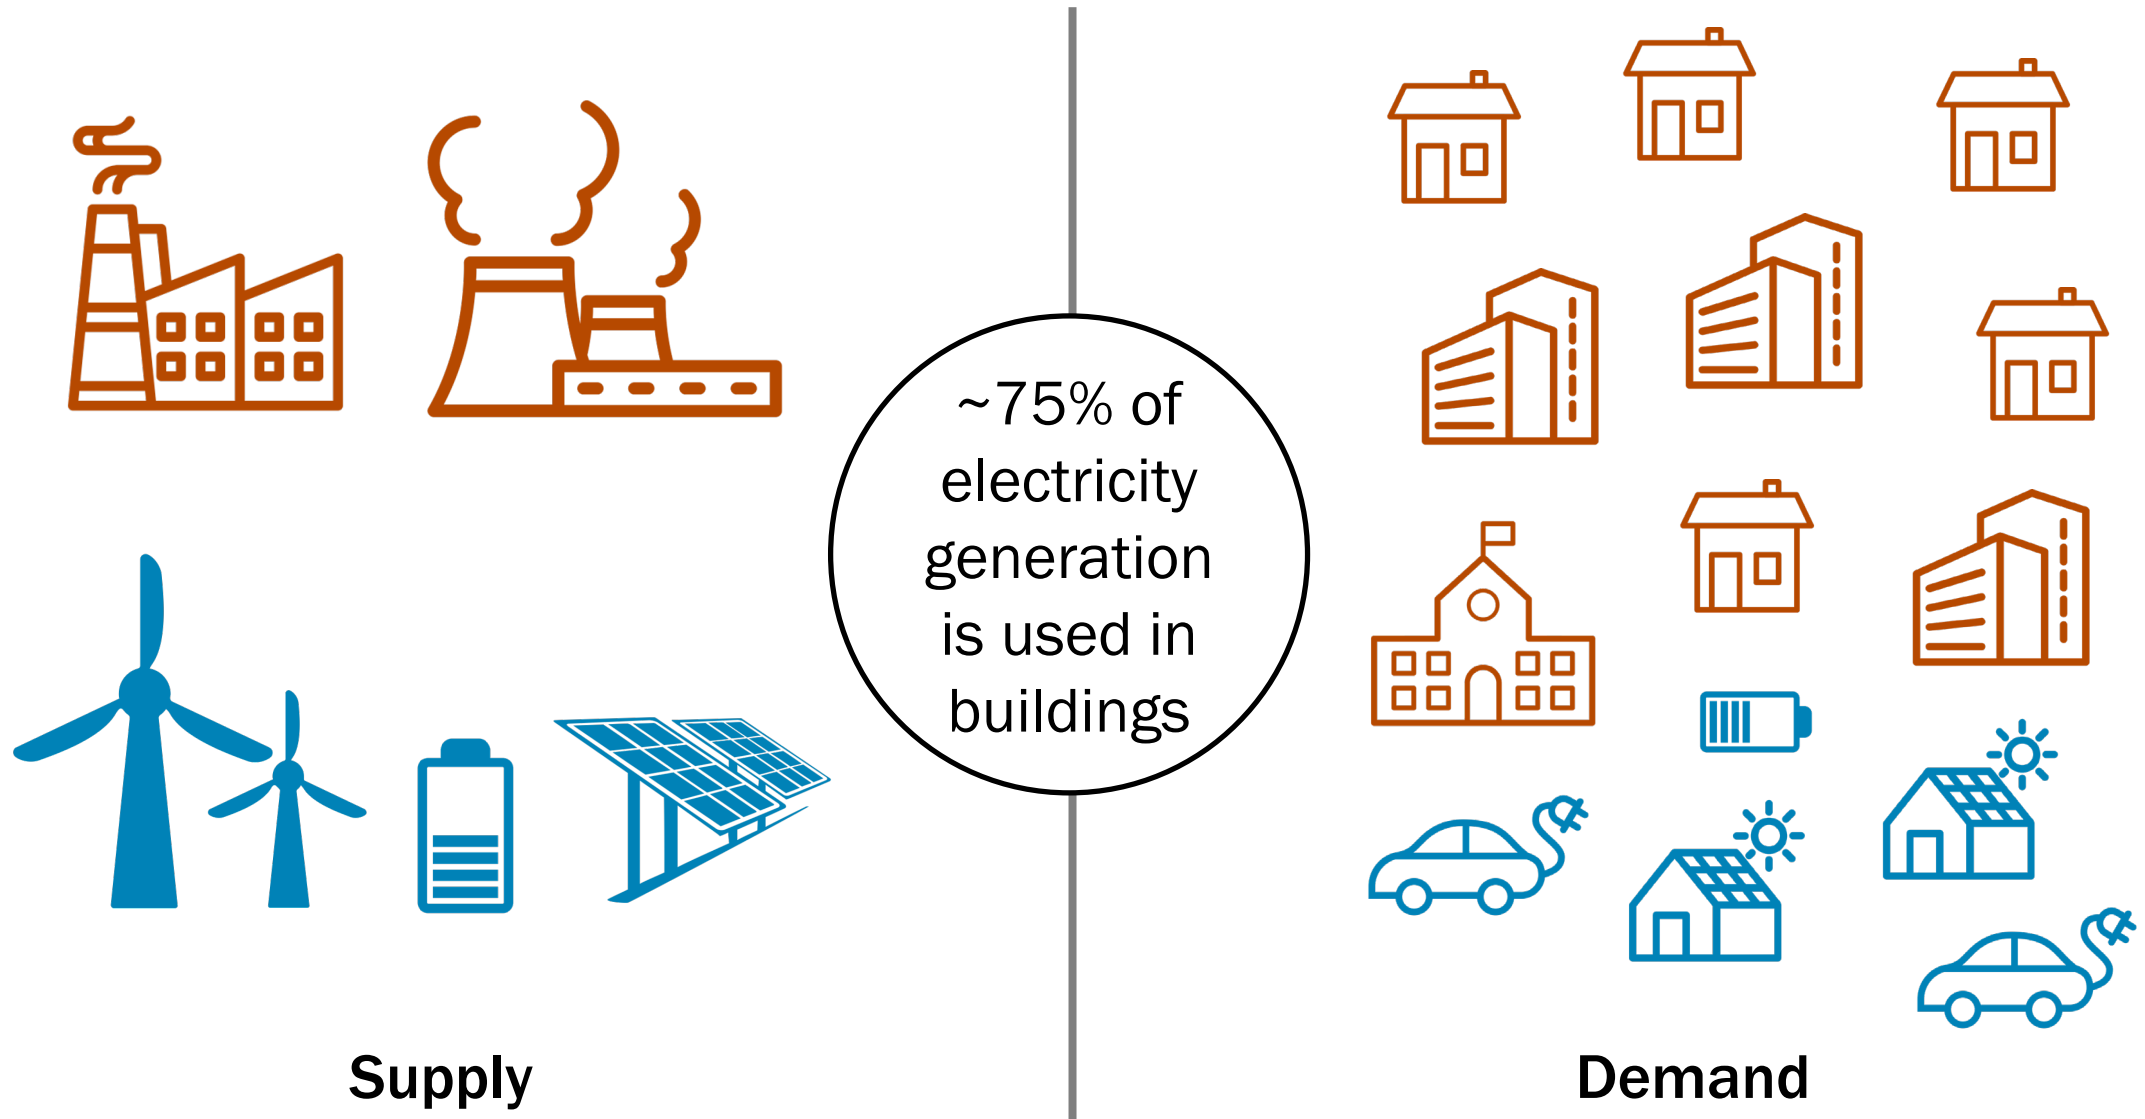 ~75% of
electricity
generation
is used in
buildings
Supply
Demand